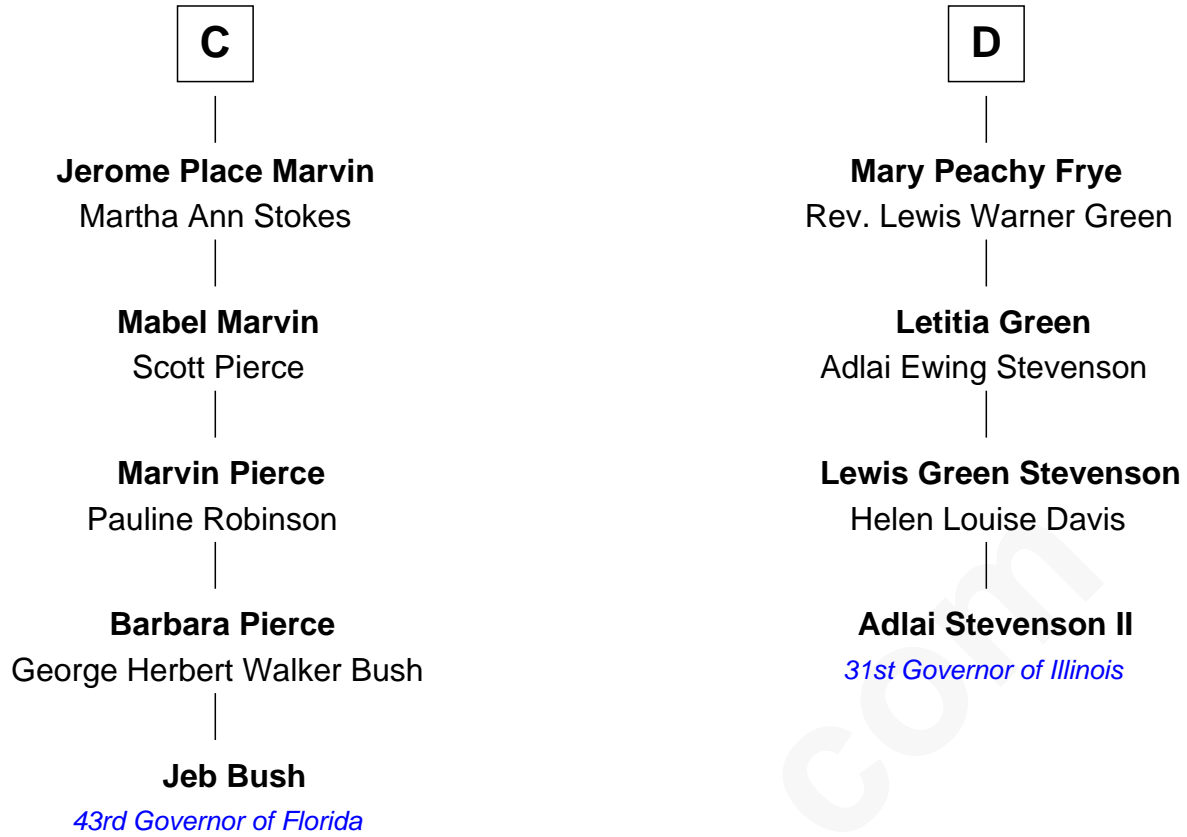 C
Jerome Place Marvin
Martha Ann Stokes
Mabel Marvin
Scott Pierce
Marvin Pierce
Pauline Robinson
Barbara Pierce
George Herbert Walker Bush
Jeb Bush
43rd Governor of Florida
D
Mary Peachy Frye
Rev. Lewis Warner Green
Letitia Green
Adlai Ewing Stevenson
Lewis Green Stevenson
Helen Louise Davis
Adlai Stevenson II
31st Governor of Illinois
com